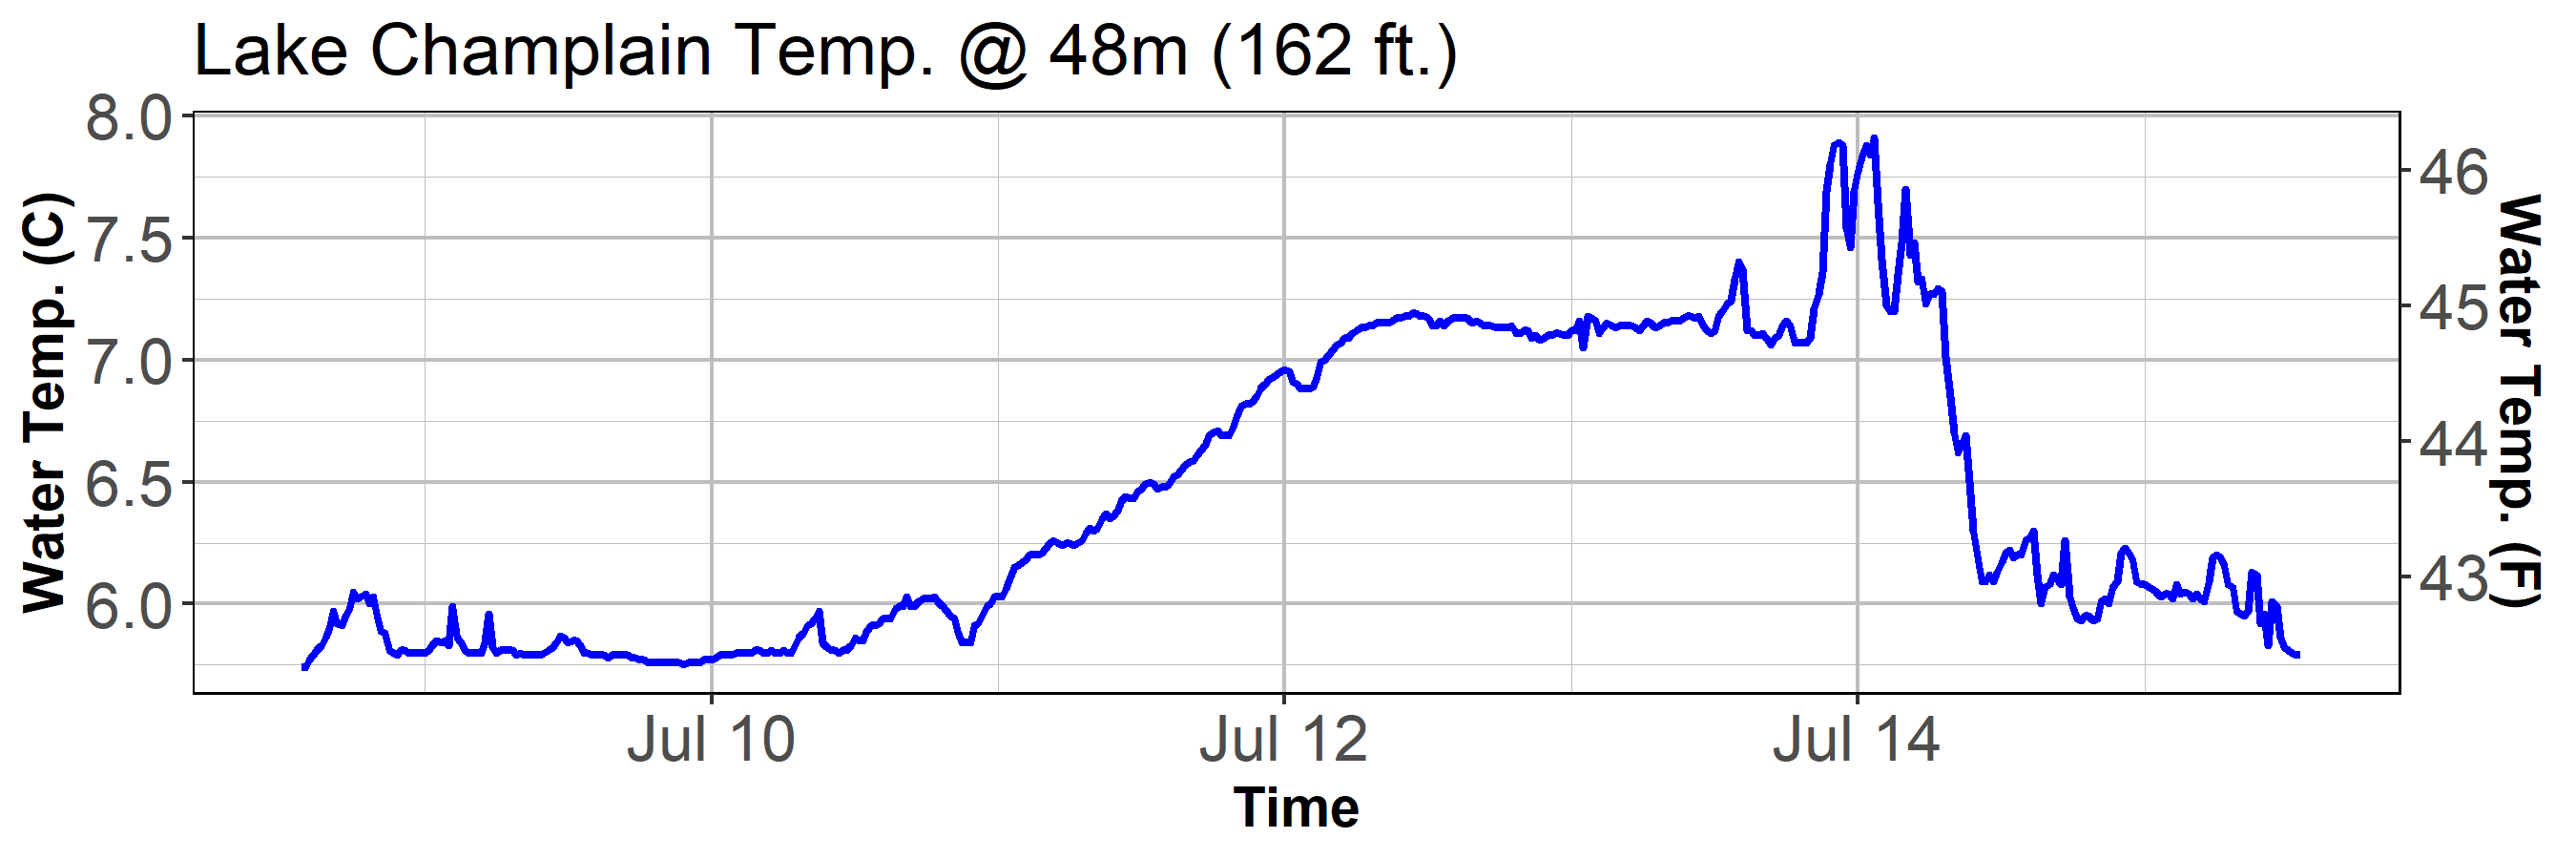 Lake Champlain Temp. @ 48m (162 ft.)
Water Temp. (C)
8.0
7.5
7.0
6.5
6.0
46
45
44
43
Water Temp. (F)
Jul 10
Jul 12
Jul 14
Time